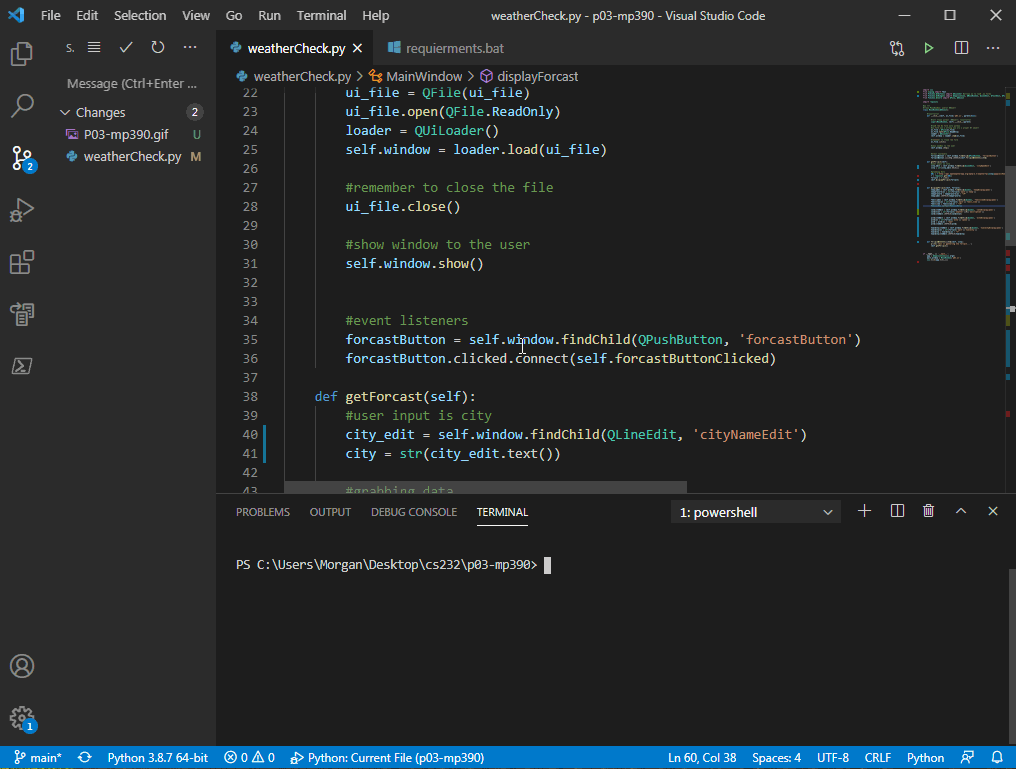 File Edit Selection View Go Run Terminal Help weatherCheck.py - p03-mp390 - Visual Studio Code
S.
weatherCheck.py requierments.bat
Message (Ctrl+Enter ...
weatherCheck.py > MainWindow > displayForcast
Changes 2
P03-mp390.gif U
weatherCheck.py M
2
22 ui_file = QFile(ui_file)
23 ui_file.open(QFile.ReadOnly)
24 loader = QUiLoader()
25 self.window = loader.load(ui_file)
26
27 #remember to close the file
28 ui_file.close()
29
30 #show window to the user
31 self.window.show()
32
33
34 #event listeners
35 forcastButton = self.window.findChild(QPushButton, 'forcastButton')
36 forcastButton.clicked.connect(self.forcastButtonClicked)
37
38 def getForcast(self):
39 #user input is city
40 city_edit = self.window.findChild(QLineEdit, 'cityNameEdit')
41 city = str(city_edit.text())
42
43 #grabbing data
PROBLEMS OUTPUT DEBUG CONSOLE TERMINAL 1: powershell
PS C:\Users\Morgan\Desktop\cs232\p03-mp390>
1
main* Python 3.8.7 64-bit 0 0 Python: Current File (p03-mp390) Ln 60, Col 38 Spaces: 4 UTF-8 CRLF Python